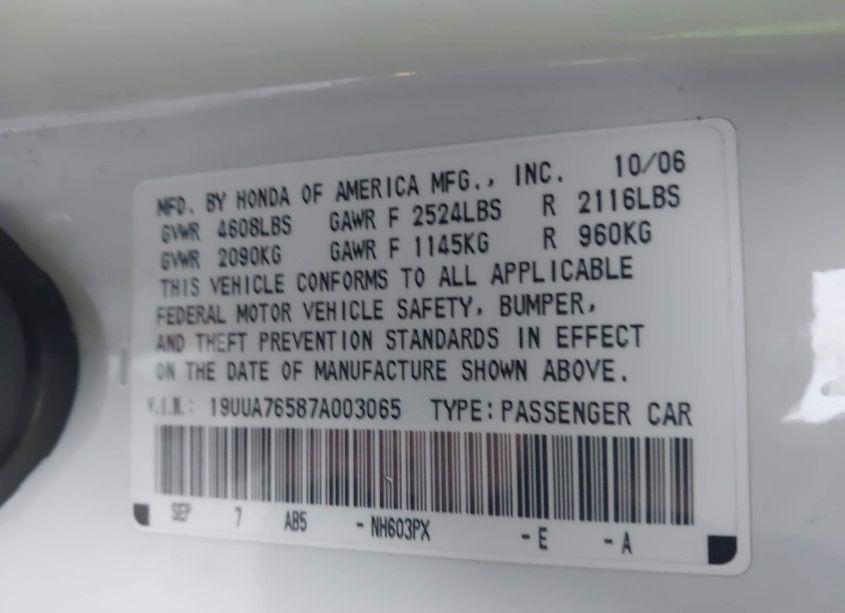 MFD. BY HONDA OF AMERICA MFG., INC. 10/06
GVWR 4608LBS GAWR F 2524LBS R 2116LBS
GVWR 2090KG GAWR F 1145KG R 960KG
THIS VEHICLE CONFORMS TO ALL APPLICABLE
FEDERAL MOTOR VEHICLE SAFETY, BUMPER,
AND THEFT PREVENTION STANDARDS IN EFFECT
ON THE DATE OF MANUFACTURE SHOWN ABOVE.
V.I.N.: 19UUA76587A003065 TYPE: PASSENGER CAR
SEP 7 AB5 - NH603PX - E - A